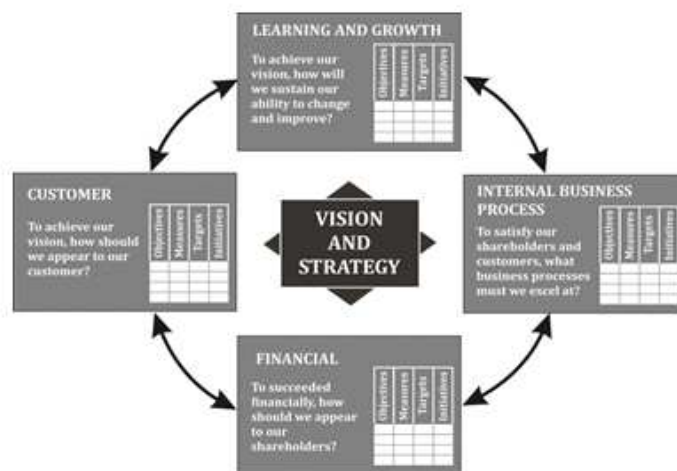 LEARNING AND GROWTH
To achieve our
vision, how will
we sustain our
ability to change
and improve?
Objectives
Measures
Targets
Initiatives
CUSTOMER
To achieve our
vision, how should
we appear to our
customer?
Objectives
Measures
Targets
Initiatives
VISION
AND
STRATEGY
INTERNAL BUSINESS
PROCESS
To satisfy our
shareholders and
customers, what
business processes
must we excel at?
Objectives
Measures
Targets
Initiatives
FINANCIAL
To succeeded
financially, how
should we appear
to our
shareholders?
Objectives
Measures
Targets
Initiatives